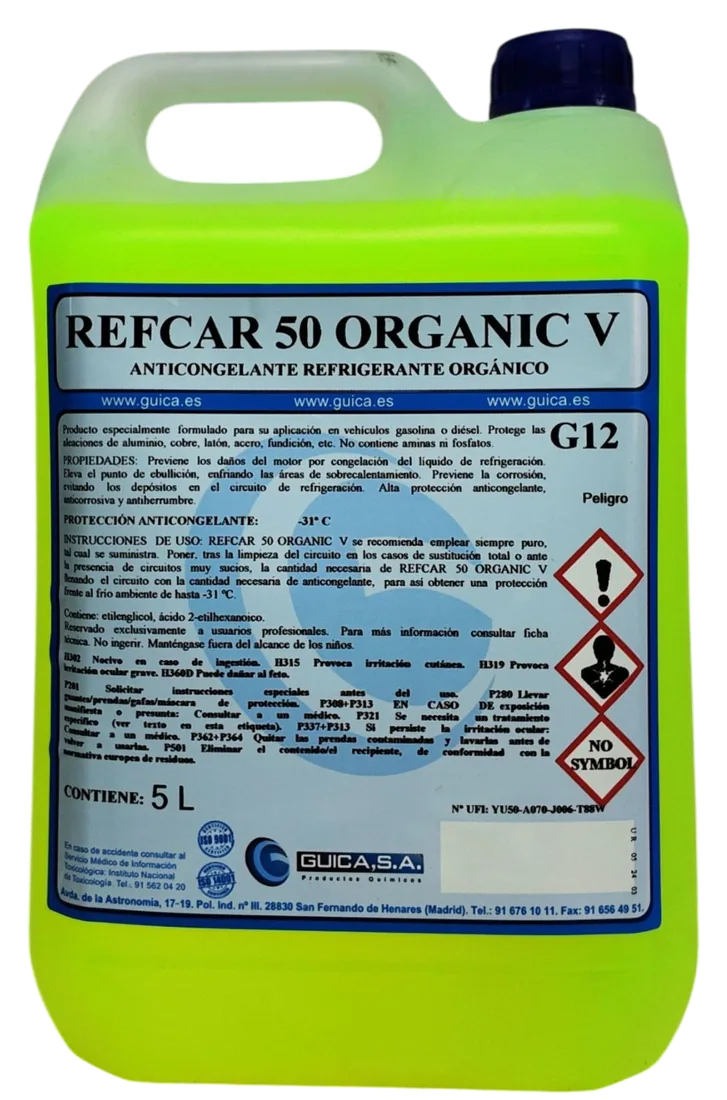 REFCAR 50 ORGANIC V
ANTICONGELANTE REFRIGERANTE ORGÁNICO
www.guica.es www.guica.es www.guica.es
Producto especialmente formulado para su aplicación en vehículos gasolina o diésel. Protege las
aleaciones de aluminio, cobre, latón, acero, fundición, etc. No contiene aminas ni fosfatos.
G12
PROPIEDADES: Previene los daños del motor por congelación del líquido de refrigeración.
Eleva el punto de ebullición, enfriando las áreas de sobrecalentamiento. Previene la corrosión,
evitando los depósitos en el circuito de refrigeración. Alta protección anticongelante,
anticorrosiva y antiherrumbre.
Peligro
PROTECCIÓN ANTICONGELANTE: -31º C
INSTRUCCIONES DE USO: REFCAR 50 ORGANIC V se recomienda emplear siempre puro,
tal cual se suministra. Poner, tras la limpieza del circuito en los casos de sustitución total o ante
la presencia de circuitos muy sucios, la cantidad necesaria de REFCAR 50 ORGANIC V
llenando el circuito con la cantidad necesaria de anticongelante, para así obtener una protección
frente al frío ambiente de hasta -31 ºC.
Contiene: etilenglicol, ácido 2-etilhexanoico.
Reservado exclusivamente a usuarios profesionales. Para más información consultar ficha
técnica. No ingerir. Manténgase fuera del alcance de los niños.
H302 Nocivo en caso de ingestión. H315 Provoca irritación cutánea. H319 Provoca
irritación ocular grave. H360D Puede dañar al feto.
P201 Solicitar instrucciones especiales antes del uso. P280 Llevar
guantes/prendas/gafas/máscara de protección. P308+P313 EN CASO DE exposición
manifiesta o presunta: Consultar a un médico. P321 Se necesita un tratamiento
específico (ver texto en esta etiqueta). P337+P313 Si persiste la irritación ocular:
Consultar a un médico. P362+P364 Quitar las prendas contaminadas y lavarlas antes de
volver a usarlas. P501 Eliminar el contenido/el recipiente, de conformidad con la
normativa europea de residuos.
NO
SYMBOL
CONTIENE: 5 L
Nº UFI: YU50-A070-J006-T88W
En caso de accidente consultar al
Servicio Médico de Información
Toxicológica: Instituto Nacional
de Toxicología. Tel.: 91 562 04 20
ISO 9001
ISO 14001
GUICA, S.A.
Productos Químicos
Avda. de la Astronomía, 17-19. Pol. Ind. nº III. 28830 San Fernando de Henares (Madrid). Tel.: 91 676 10 11. Fax: 91 656 49 51.